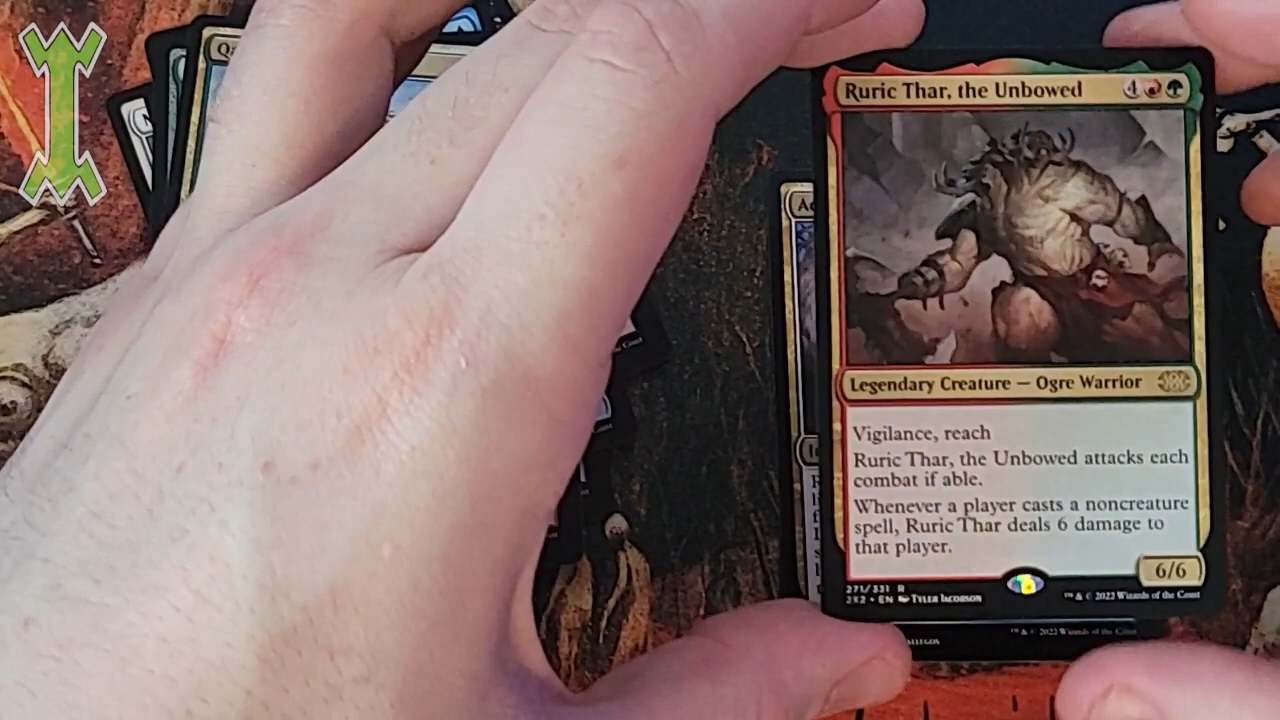 Ruric Thar, the Unbowed 4
Legendary Creature — Ogre Warrior
Vigilance, reach
Ruric Thar, the Unbowed attacks each
combat if able.
Whenever a player casts a noncreature
spell, Ruric Thar deals 6 damage to
that player.
6/6
271/331 R
2X2 • EN Tyler Jacobson
™ & © 2022 Wizards of the Coast
™ & © 2022 Wizards of the Coast